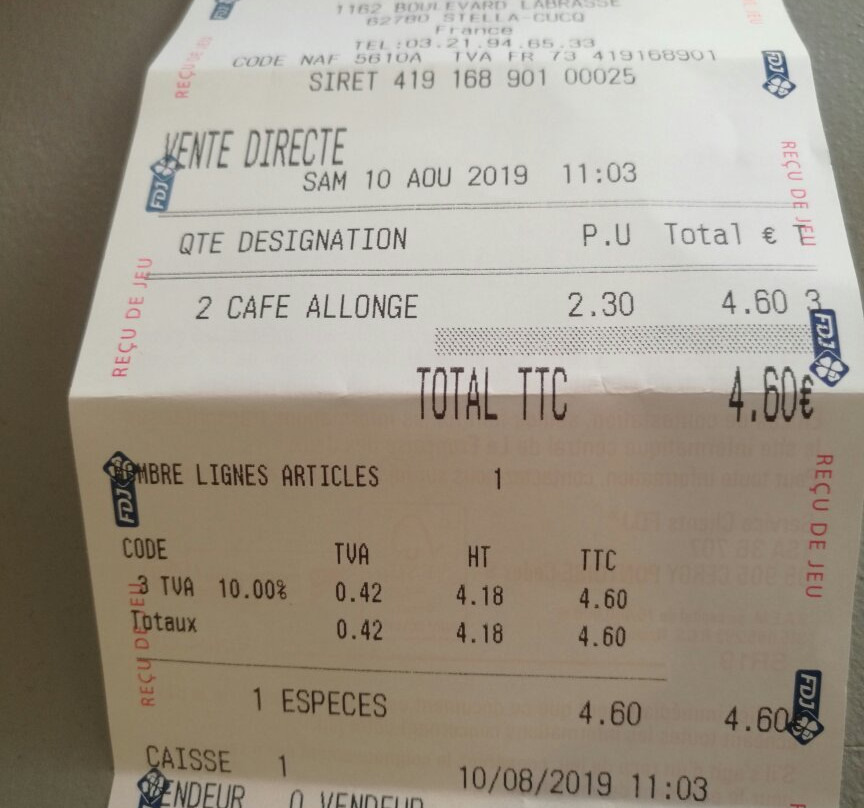 1162 BOULEVARD LABRASSE
62780 STELLA-CUCQ
France
TEL:03.21.94.65.33
CODE NAF 5610A TVA FR 73 419168901
SIRET 419 168 901 00025
VENTE DIRECTE
SAM 10 AOU 2019 11:03
QTE DESIGNATION P.U Total € T
2 CAFE ALLONGE 2.30 4.60 3
TOTAL TTC 4.60€
NOMBRE LIGNES ARTICLES 1
CODE TVA HT TTC
3 TVA 10.00% 0.42 4.18 4.60
Totaux 0.42 4.18 4.60
1 ESPECES 4.60 4.60
CAISSE 1 10/08/2019 11:03
VENDEUR 0 VENDEUR
REÇU DE JEU
REÇU DE JEU
REÇU DE JEU
REÇU DE JEU
REÇU DE JEU
FDJ
FDJ
FDJ
FDJ
FDJ